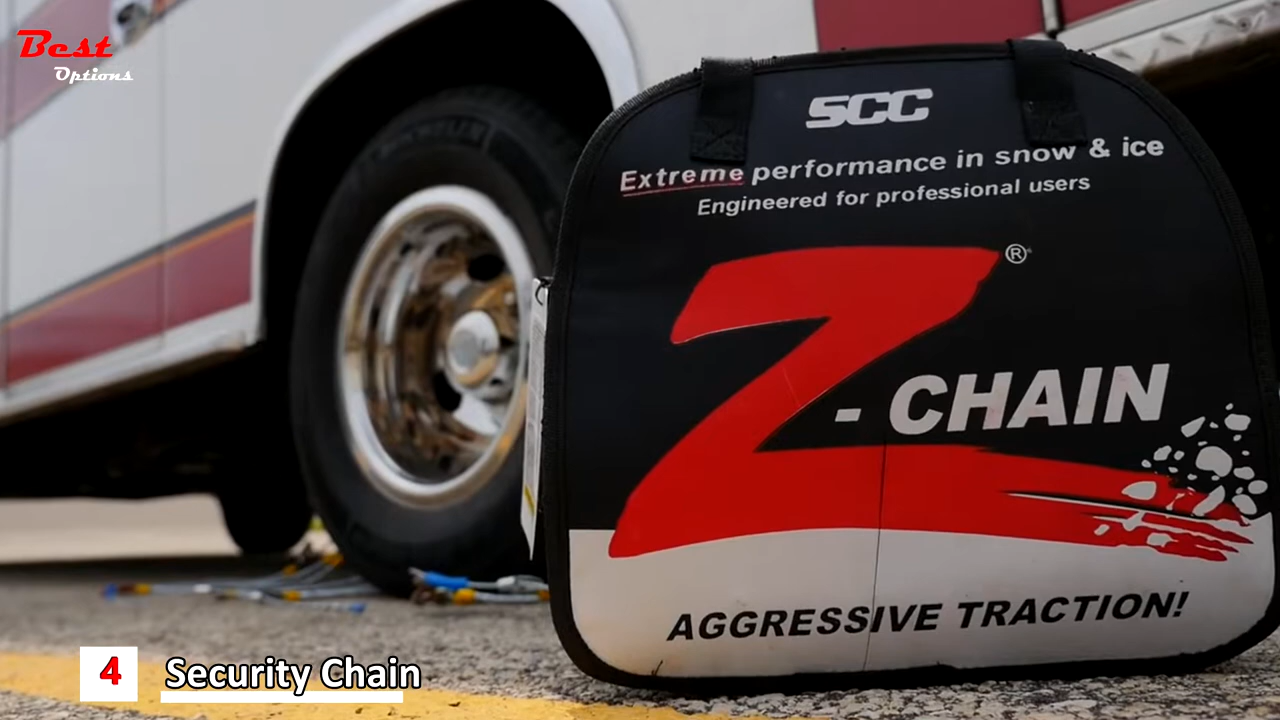 Best
Options
SCC
Extreme performance in snow & ice
Engineered for professional users
Z-CHAIN
®
AGGRESSIVE TRACTION!
4 Security Chain